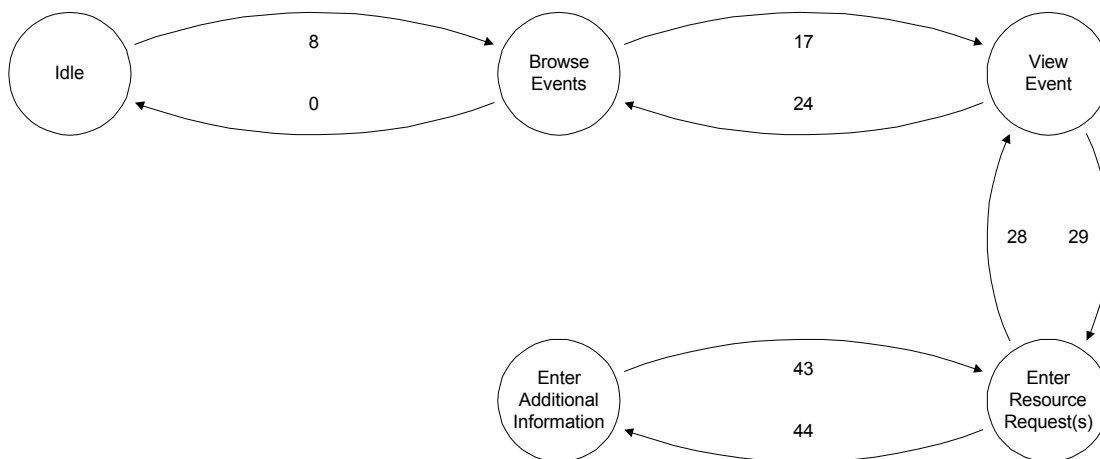 Idle
8
0
Browse
Events
17
24
View
Event
28
29
Enter
Additional
Information
43
44
Enter
Resource
Request(s)